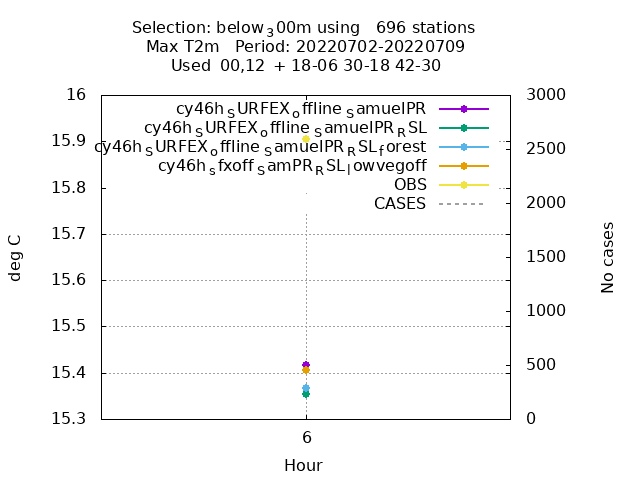 Selection: below₃00m using   696 stations
Max T2m   Period: 20220702-20220709
Used  00,12  + 18-06 30-18 42-30
16
15.9
15.8
15.7
15.6
15.5
15.4
15.3
deg C
cy46h_SURFEX_offline_SamuelPR
cy46h_SURFEX_offline_SamuelPR_RSL
cy46h_SURFEX_offline_SamuelPR_RSL_forest
cy46h_sfxoff_SamPR_RSL_lowvegoff
OBS
CASES
3000
2500
2000
1500
1000
500
0
No cases
6
Hour